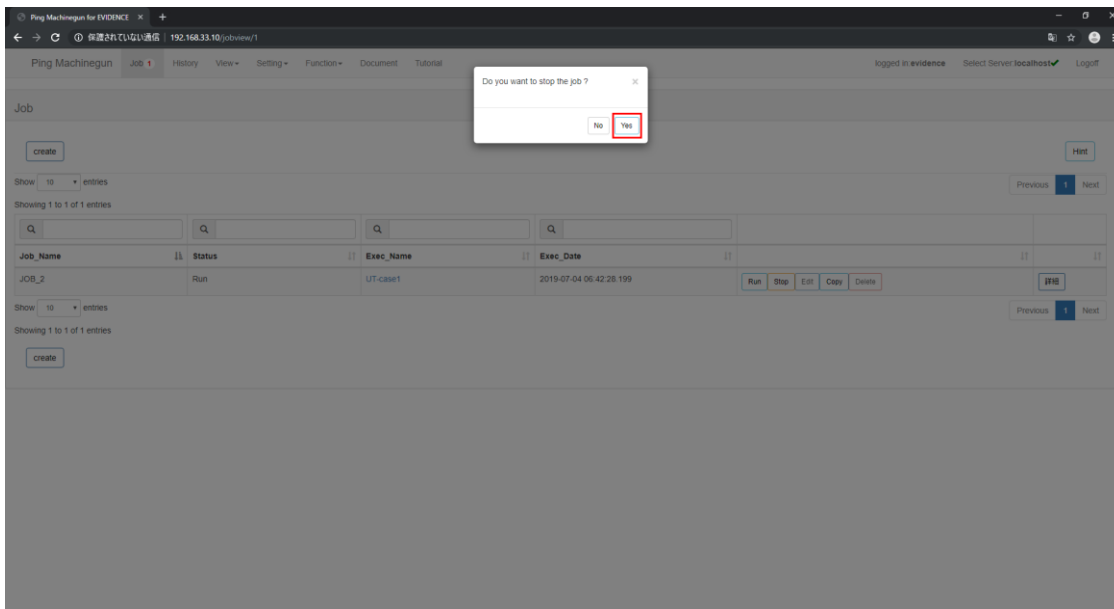 Ping Machinegun for EVIDENCE
保護されていない通信 | 192.168.33.10/jobview/1
Ping Machinegun Job 1 History View Setting Function Document Tutorial logged in:evidence Select Server:localhost Logoff
Do you want to stop the job ?
No Yes
Job
create Hint
Show 10 entries Previous 1 Next
Showing 1 to 1 of 1 entries
Job_Name Status Exec_Name Exec_Date
JOB_2 Run UT-case1 2019-07-04 06:42:28.199 Run Stop Edit Copy Delete 詳細
Show 10 entries Previous 1 Next
Showing 1 to 1 of 1 entries
create